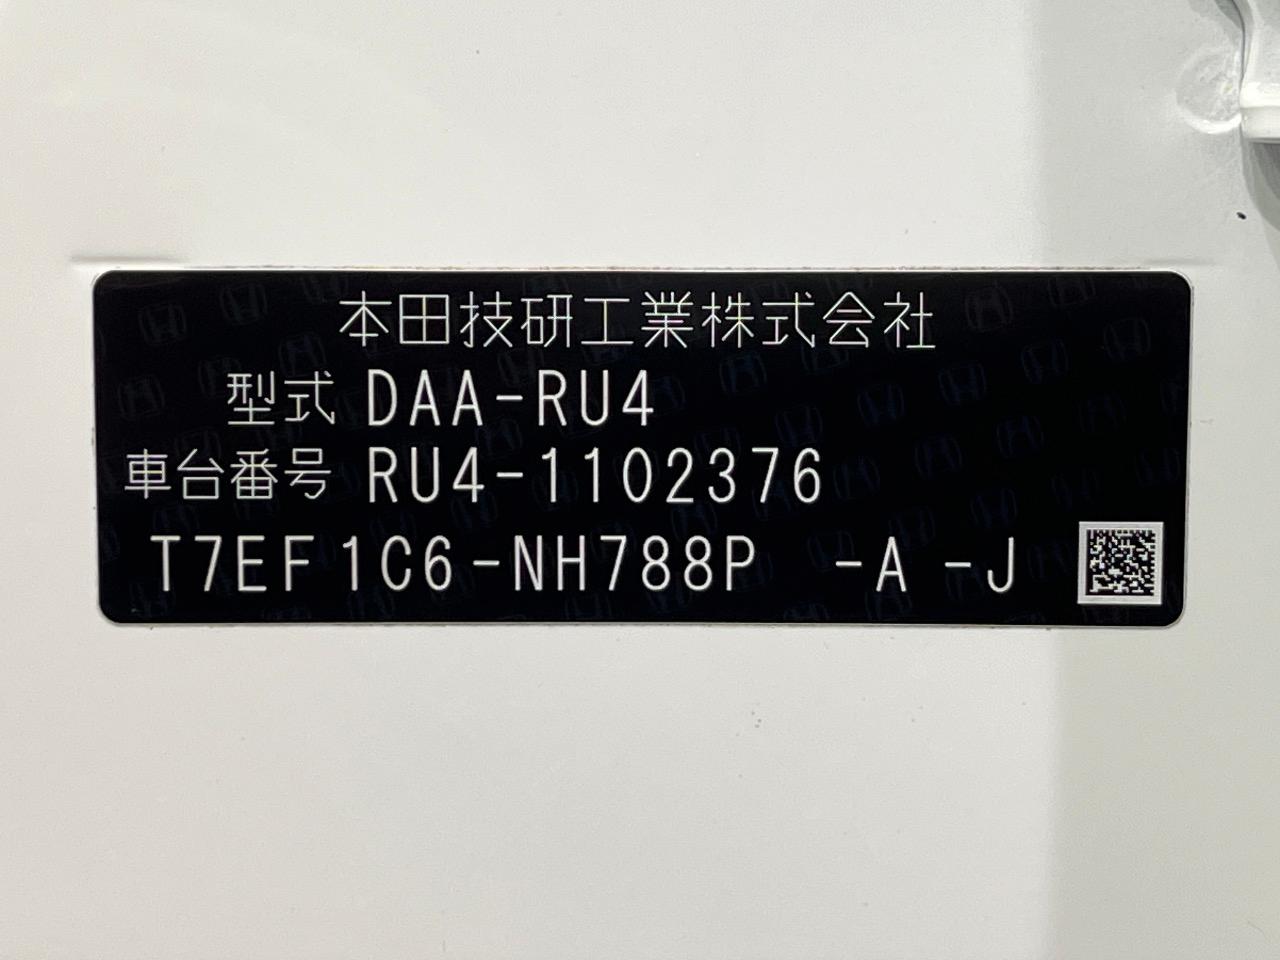 本田技研工業株式会社
型式 DAA-RU4
車台番号 RU4-1102376
T7EF1C6-NH788P -A -J